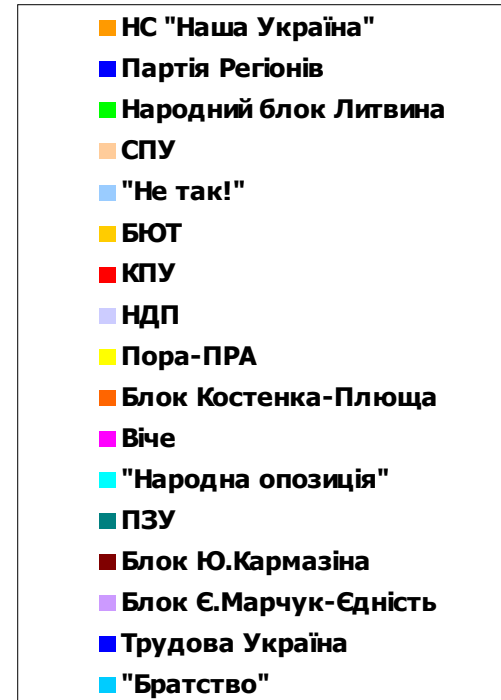 НС "Наша Україна"
Партія Регіонів
Народний блок Литвина
СПУ
"Не так!"
БЮТ
КПУ
НДП
Пора-ПРА
Блок Костенка-Плюща
Віче
"Народна опозиція"
ПЗУ
Блок Ю.Кармазіна
Блок Є.Марчук-Єдність
Трудова Україна
"Братство"